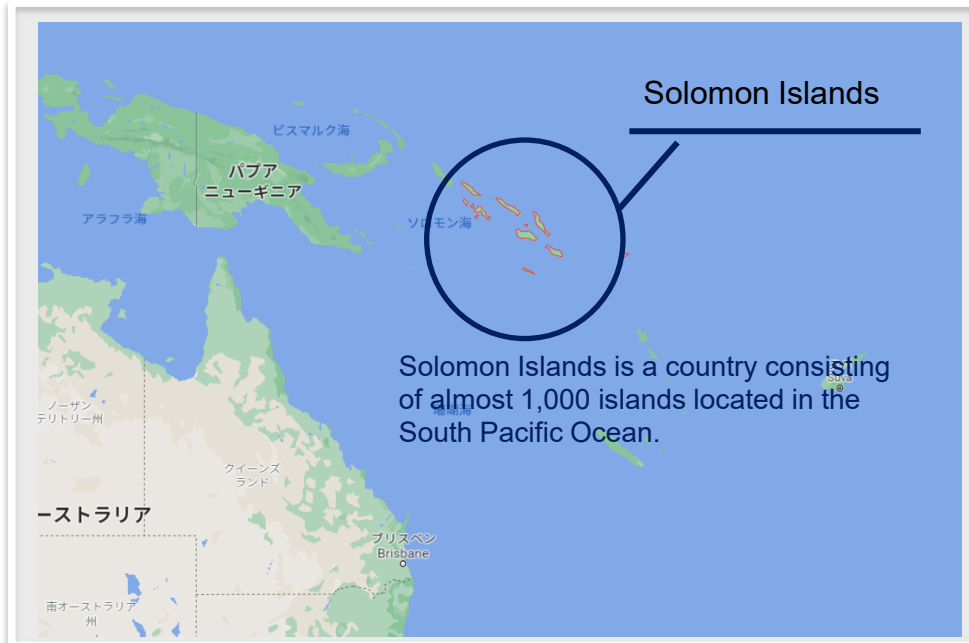 Solomon Islands
ビスマルク海
パプア
ニューギニア
アラフラ海
ソロモン海
Solomon Islands is a country consisting
of almost 1,000 islands located in the
South Pacific Ocean.
Suva
珊瑚海
ノーザン
テリトリー州
クイーンズ
ランド
ーストラリア
ブリスベン
Brisbane
南オーストラリア
州